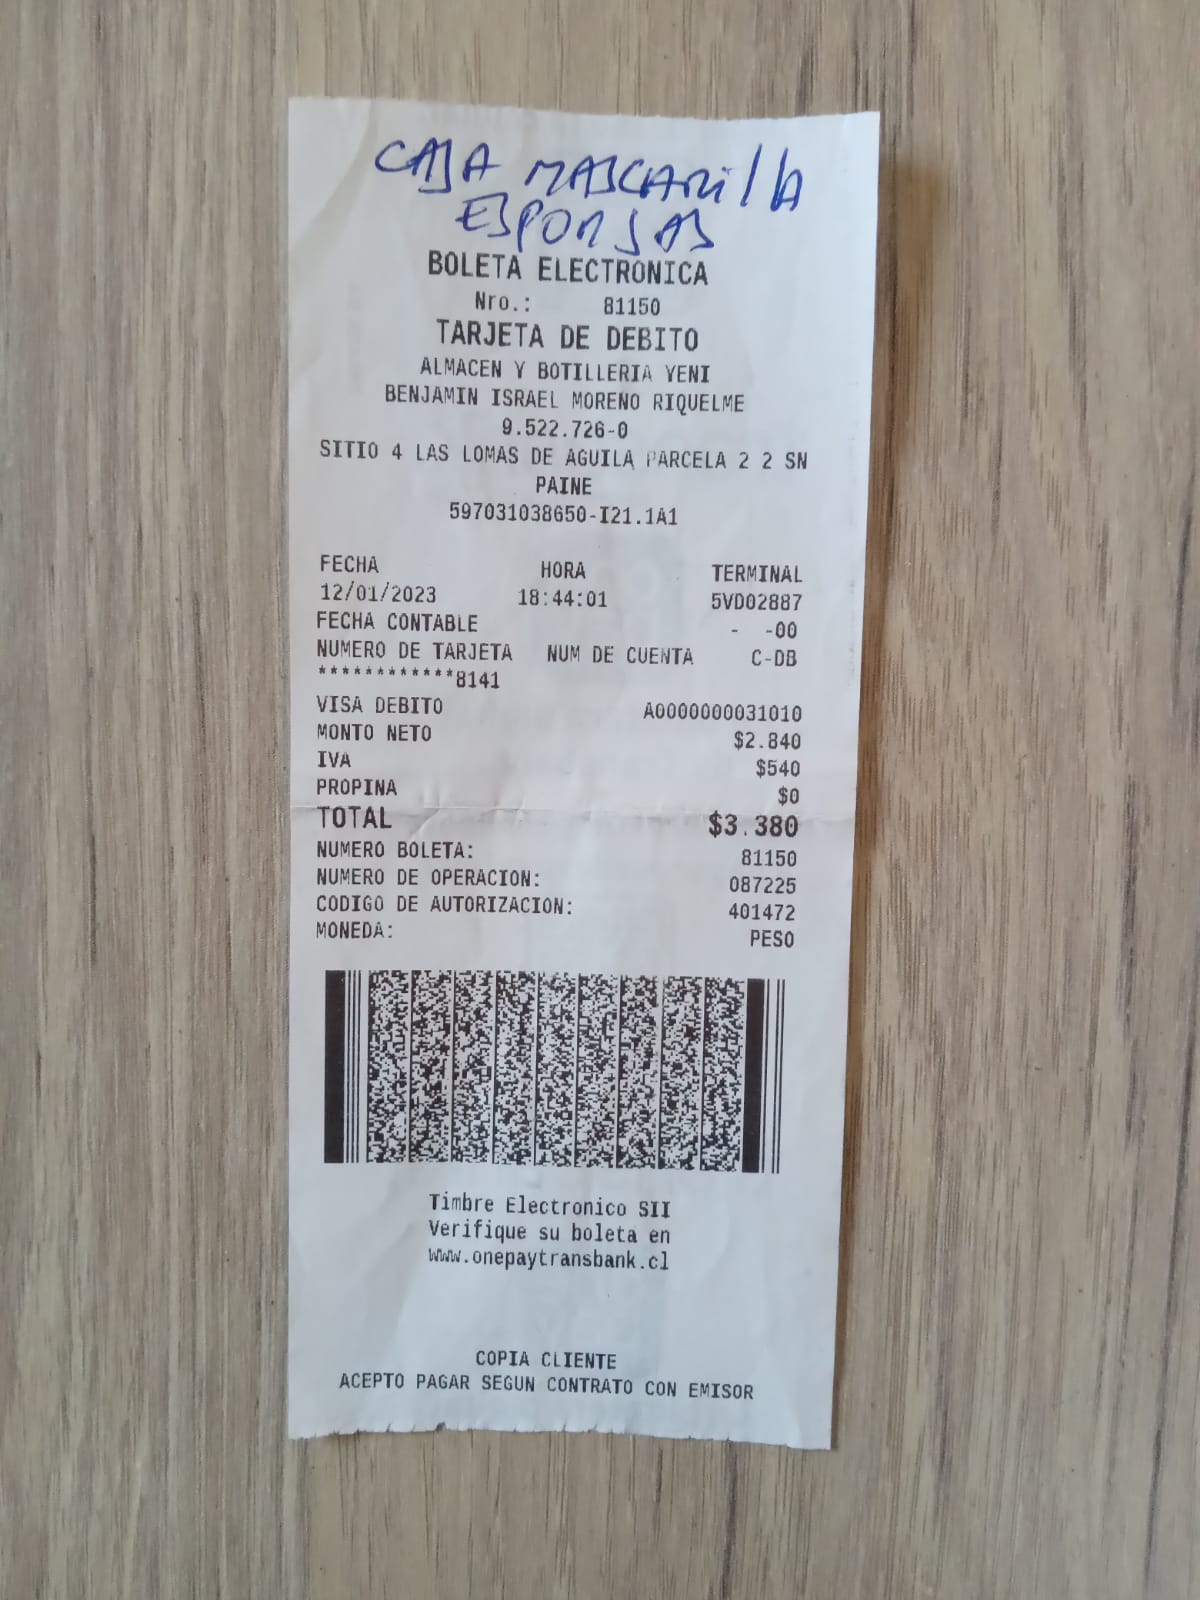 CAJA MASCARILLA
ESPONJAS
BOLETA ELECTRONICA
Nro.: 81150
TARJETA DE DEBITO
ALMACEN Y BOTILLERIA YENI
BENJAMIN ISRAEL MORENO RIQUELME
9.522.726-0
SITIO 4 LAS LOMAS DE AGUILA PARCELA 2 2 SN
PAINE
597031038650-I21.1A1
FECHA HORA TERMINAL
12/01/2023 18:44:01 5VD02887
FECHA CONTABLE - -00
NUMERO DE TARJETA NUM DE CUENTA C-DB
************8141
VISA DEBITO A0000000031010
MONTO NETO $2.840
IVA $540
PROPINA $0
TOTAL $3.380
NUMERO BOLETA: 81150
NUMERO DE OPERACION: 087225
CODIGO DE AUTORIZACION: 401472
MONEDA: PESO
Timbre Electronico SII
Verifique su boleta en
www.onepaytransbank.cl
COPIA CLIENTE
ACEPTO PAGAR SEGUN CONTRATO CON EMISOR